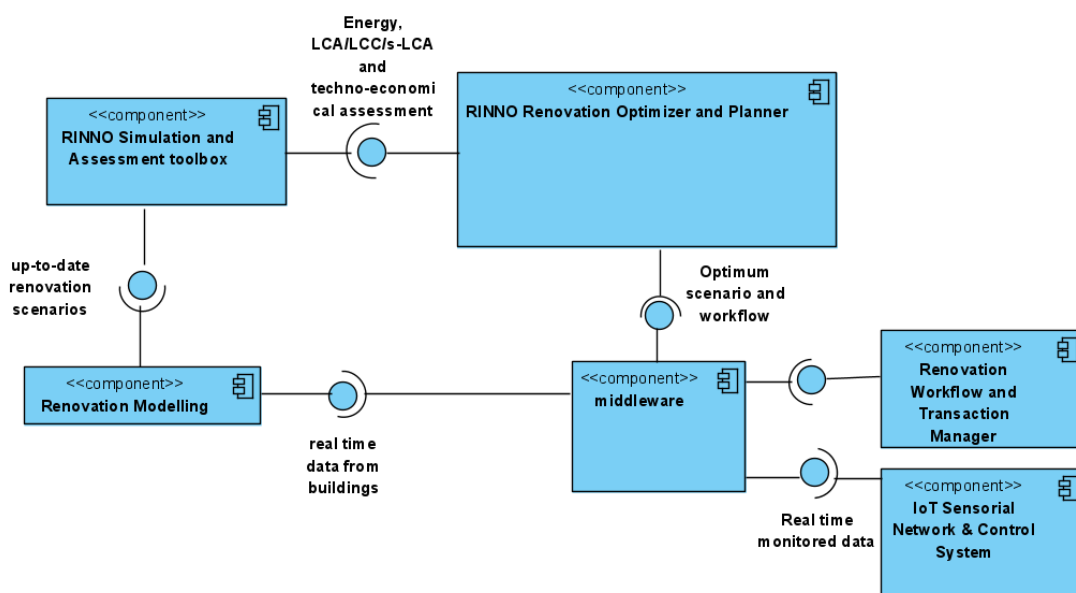 Energy,
LCA/LCC/s-LCA
and
techno-economi
cal assessment
<<component>>
RINNO Simulation and
Assessment toolbox
<<component>>
RINNO Renovation Optimizer and Planner
up-to-date
renovation
scenarios
Optimum
scenario and
workflow
<<component>>
Renovation Modelling
real time
data from
buildings
<<component>>
middleware
<<component>>
Renovation
Workflow and
Transaction
Manager
Real time
monitored data
<<component>>
IoT Sensorial
Network & Control
System